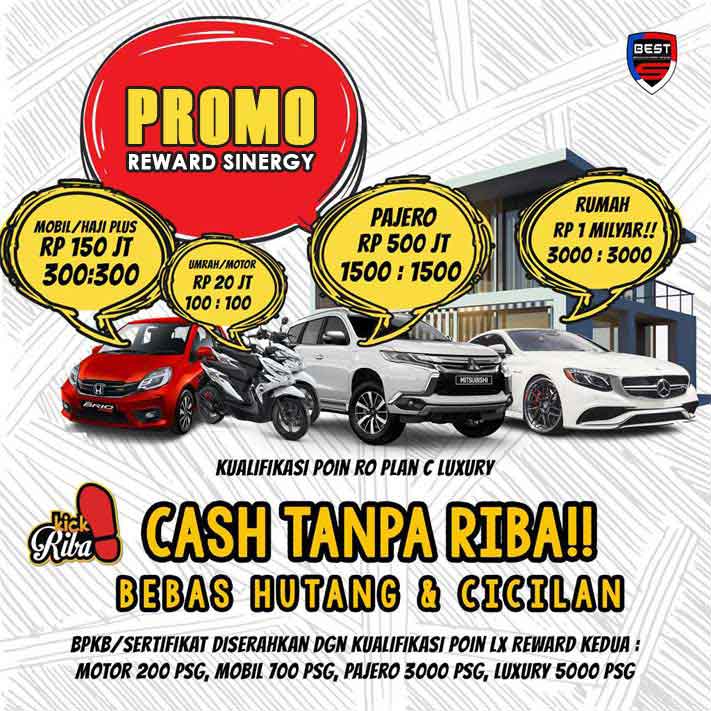 BEST
PROMO
REWARD SINERGY
MOBIL/HAJI PLUS
RP 150 JT
300:300
UMRAH/MOTOR
RP 20 JT
100 : 100
PAJERO
RP 500 JT
1500 : 1500
RUMAH
RP 1 MILYAR!!
3000 : 3000
BRIO
MITSUBISHI
KUALIFIKASI POIN RO PLAN C LUXURY
kick
Riba
CASH TANPA RIBA!!
BEBAS HUTANG & CICILAN
BPKB/SERTIFIKAT DISERAHKAN DGN KUALIFIKASI POIN LX REWARD KEDUA :
MOTOR 200 PSG, MOBIL 700 PSG, PAJERO 3000 PSG, LUXURY 5000 PSG